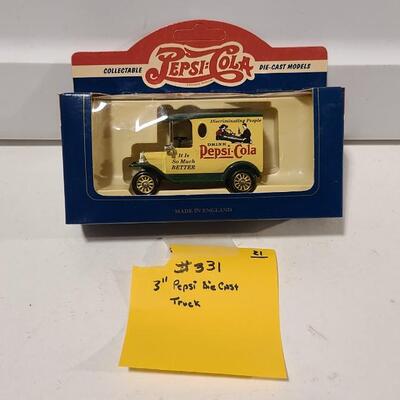 COLLECTABLE
PEPSI:COLA
DIE-CAST MODELS
Discriminating People
DRINK
Pepsi-Cola
It Is
So Much
BETTER
MADE IN ENGLAND
21
#331
3" Pepsi Die Cast
Truck